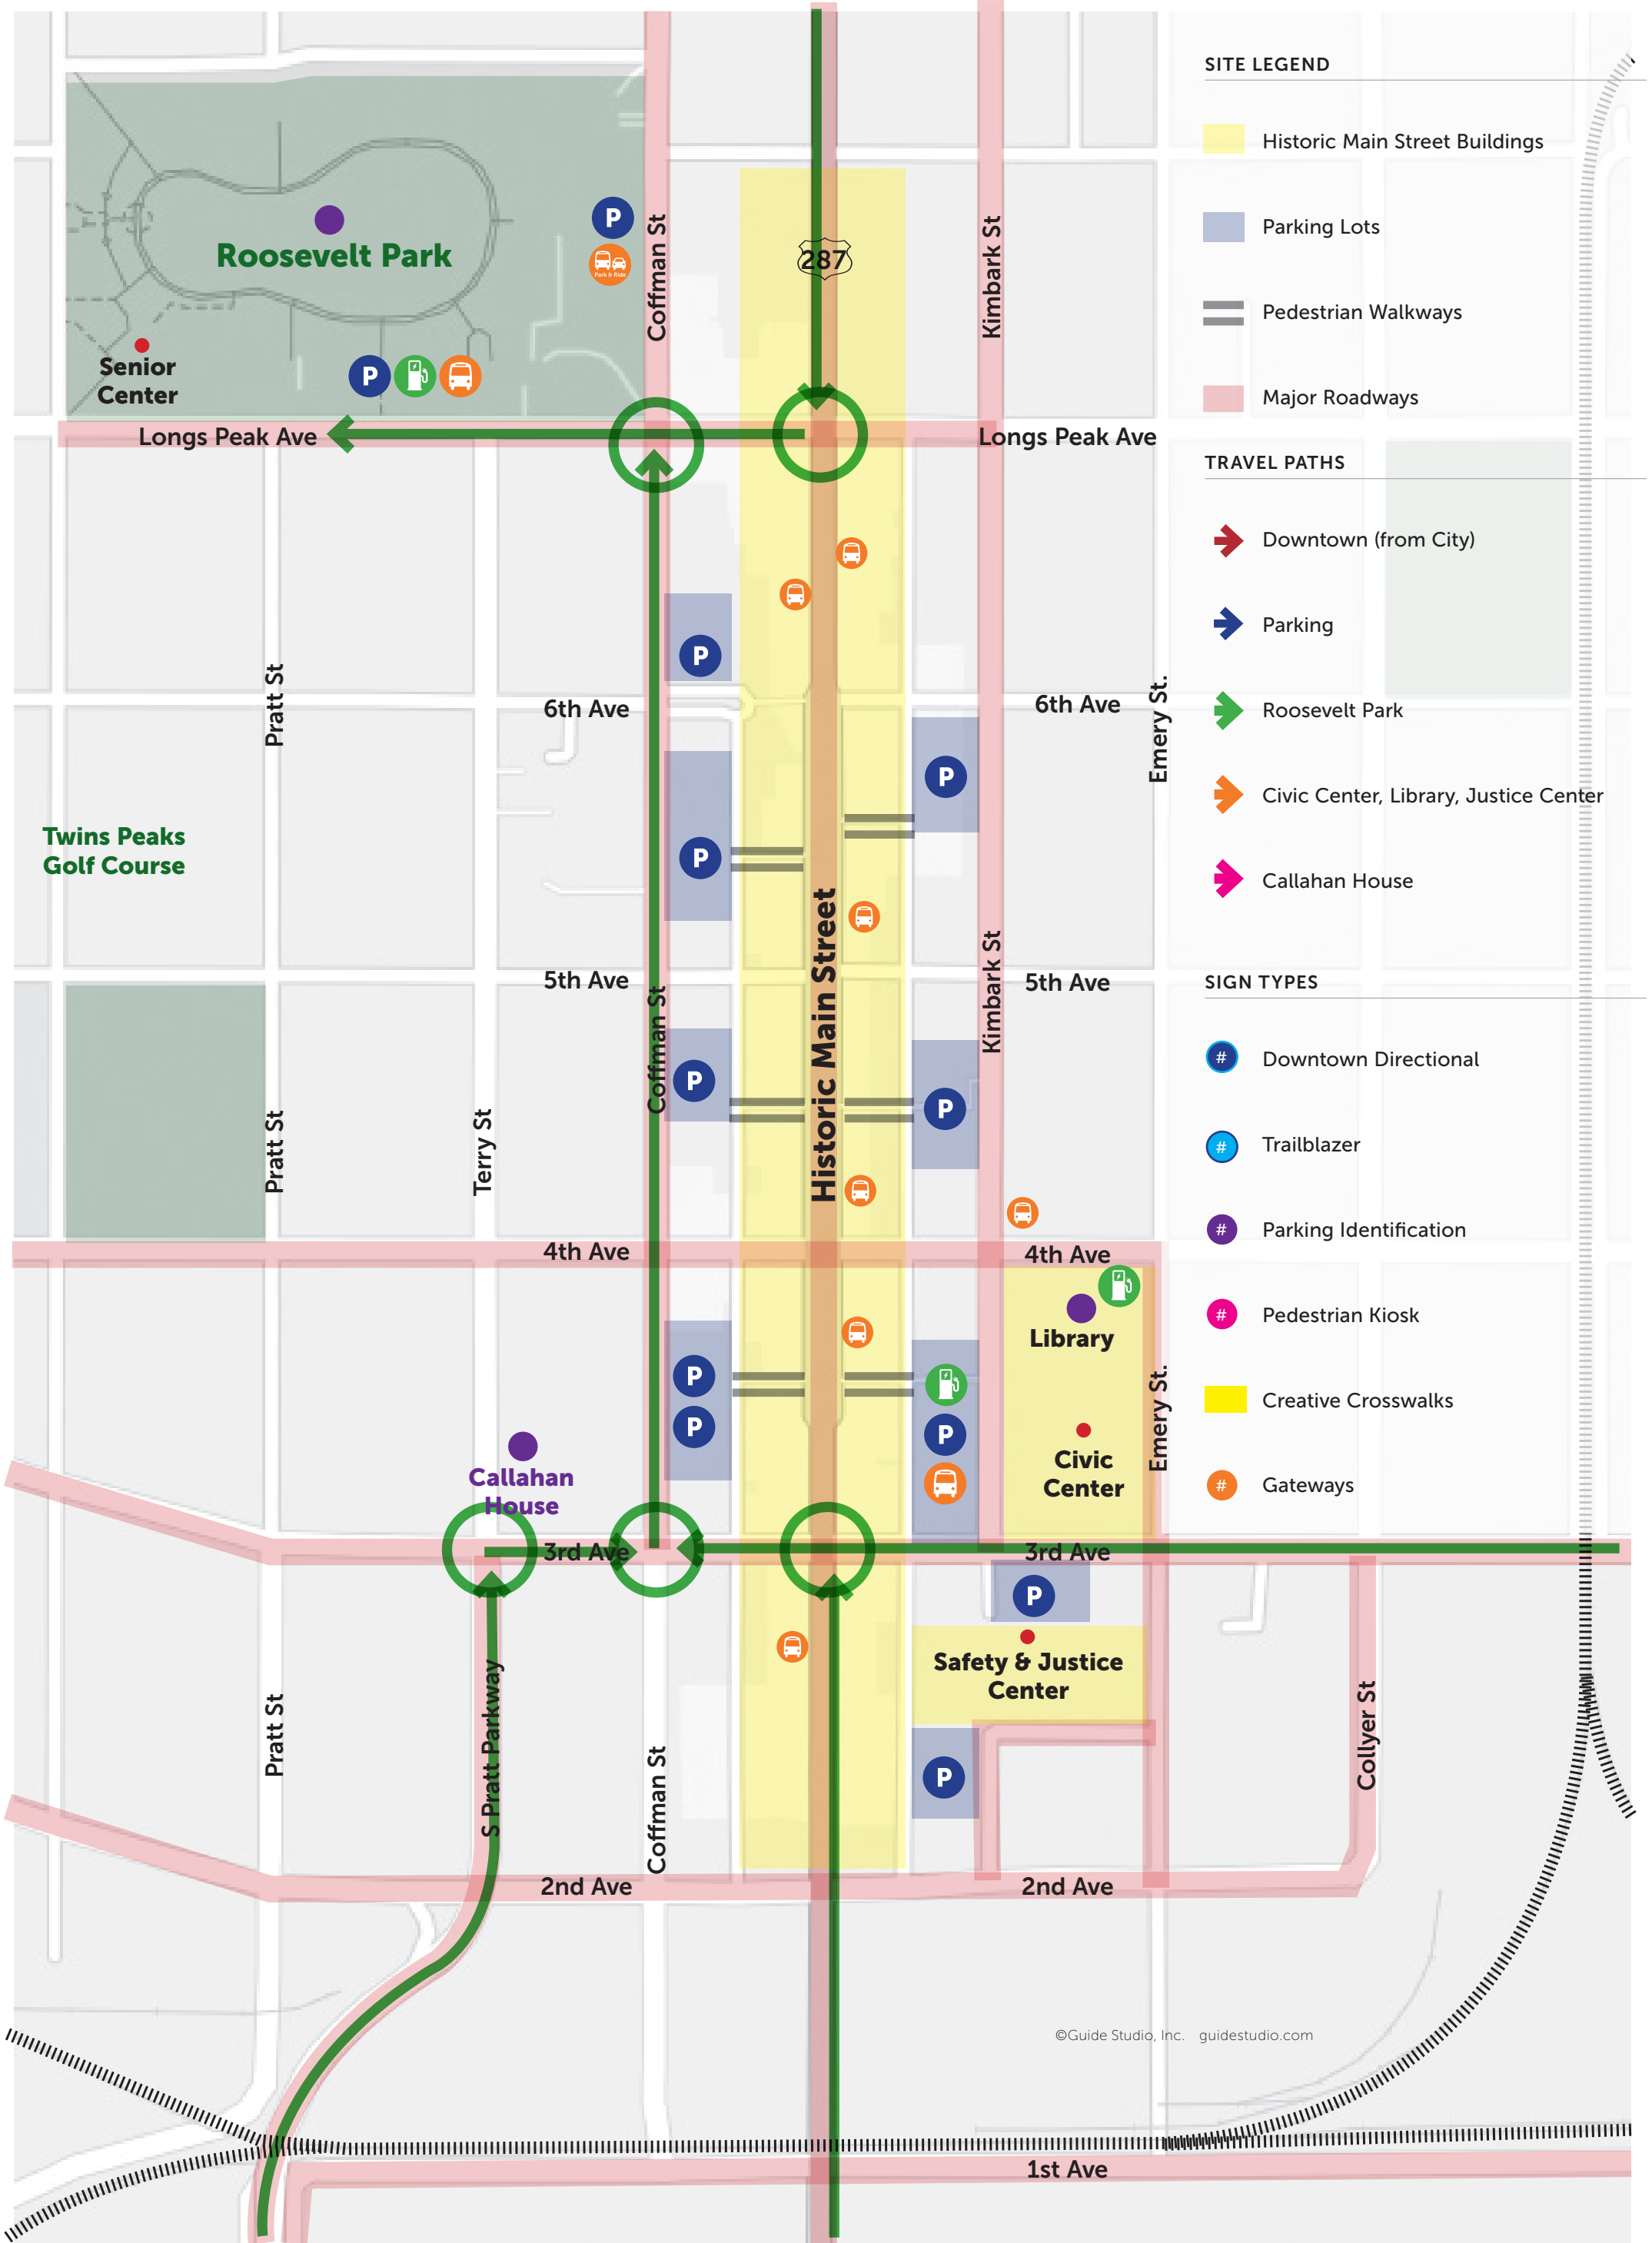 SITE LEGEND
Historic Main Street Buildings
Parking Lots
Pedestrian Walkways
Major Roadways
TRAVEL PATHS
Downtown (from City)
Parking
Roosevelt Park
Civic Center, Library, Justice Center
Callahan House
SIGN TYPES
# Downtown Directional
# Trailblazer
# Parking Identification
# Pedestrian Kiosk
Creative Crosswalks
# Gateways
Roosevelt Park
P
Park & Ride
Coffman St
287
Kimbark St
Senior
Center
P
Longs Peak Ave
Longs Peak Ave
P
Pratt St
6th Ave
6th Ave
Emery St.
P
Twins Peaks
Golf Course
P
Historic Main Street
5th Ave
5th Ave
Coffman St
Kimbark St
P
P
Pratt St
Terry St
4th Ave
4th Ave
Library
P
P
P
Emery St.
Civic
Center
Callahan
House
3rd Ave
3rd Ave
P
Safety & Justice
Center
Pratt St
S Pratt Parkway
Coffman St
P
Collyer St
2nd Ave
2nd Ave
©Guide Studio, Inc. guidestudio.com
1st Ave